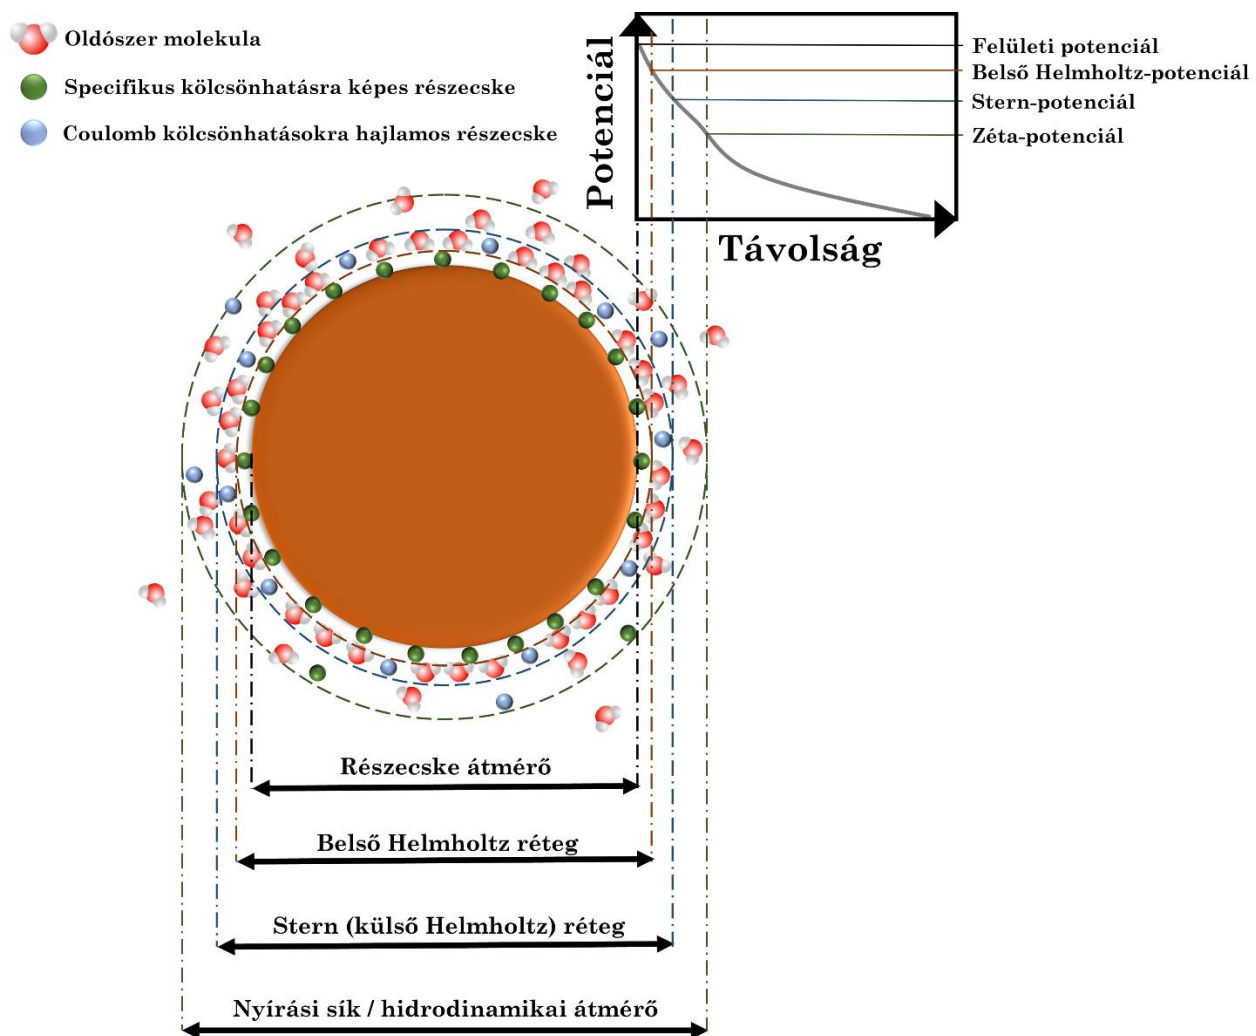 Oldószer molekula
Specifikus kölcsönhatásra képes részecske
Coulomb kölcsönhatásokra hajlamos részecske
Potenciál
Távolság
Felületi potenciál
Belső Helmholtz-potenciál
Stern-potenciál
Zéta-potenciál
Részecske átmérő
Belső Helmholtz réteg
Stern (külső Helmholtz) réteg
Nyírási sík / hidrodinamikai átmérő